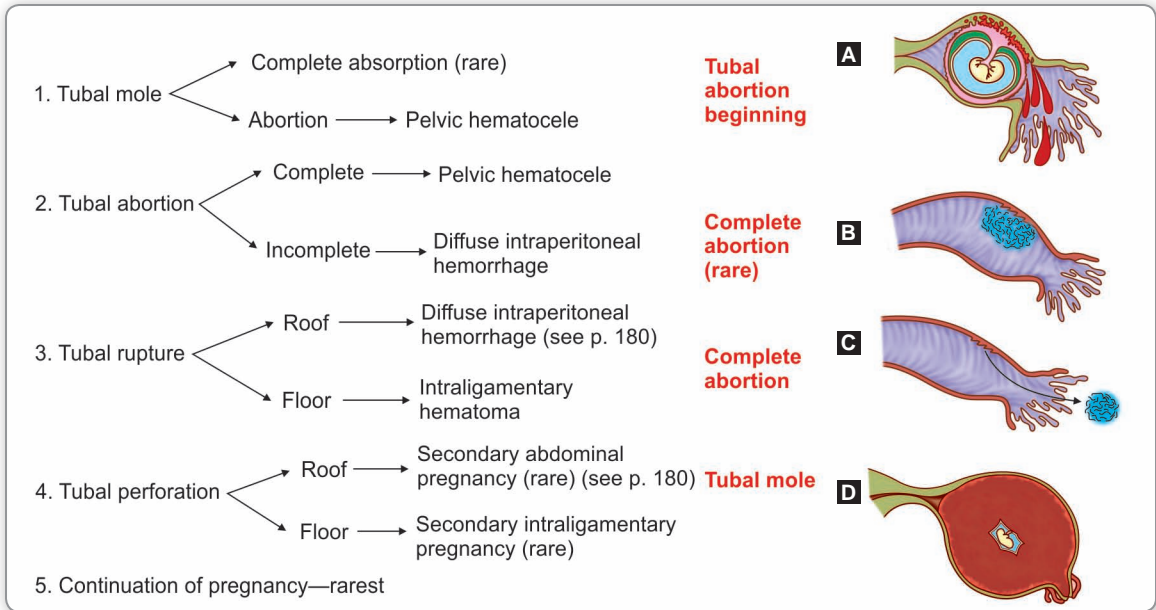 1. Tubal mole
Complete absorption (rare)
Abortion
Pelvic hematocele
2. Tubal abortion
Complete
Pelvic hematocele
Incomplete
Diffuse intraperitoneal
hemorrhage
3. Tubal rupture
Roof
Diffuse intraperitoneal
hemorrhage (see p. 180)
Floor
Intraligamentary
hematoma
4. Tubal perforation
Roof
Secondary abdominal
pregnancy (rare) (see p. 180)
Floor
Secondary intraligamentary
pregnancy (rare)
5. Continuation of pregnancy—rarest
Tubal
abortion
beginning
A
Complete
abortion
(rare)
B
Complete
abortion
C
Tubal mole
D